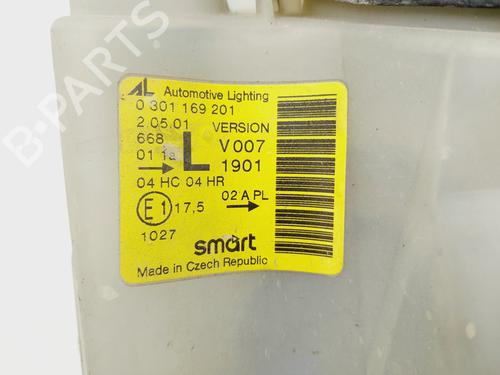 AL Automotive Lighting
0 301 169 201
2.05.01 VERSION
668 V007
01 1a L 1901
04 HC 04 HR
E1 17,5 02 A PL
1027
smart
Made in Czech Republic
B-PARTS